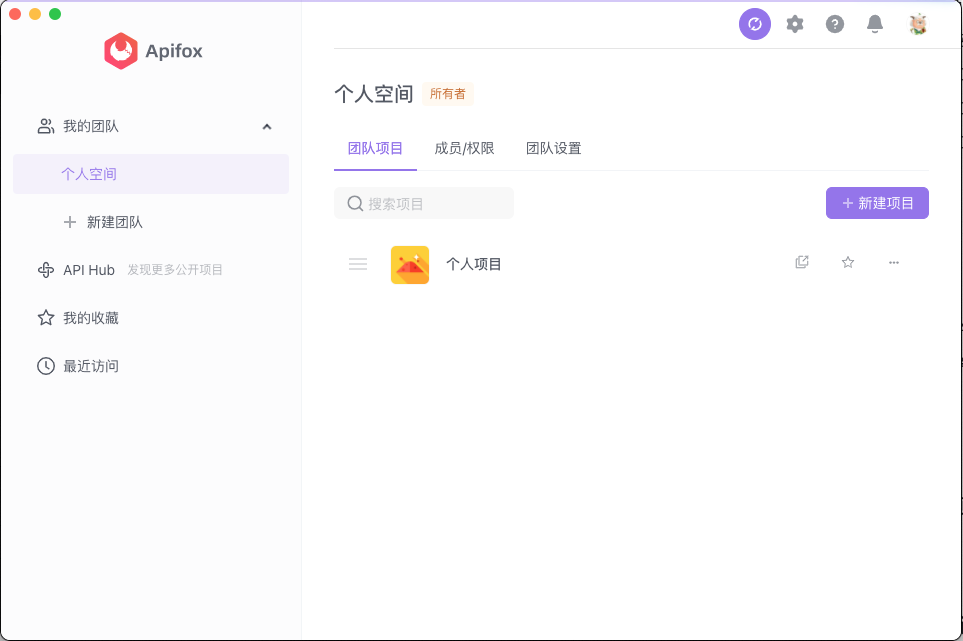 Apifox
我的团队
个人空间
新建团队
API Hub 发现更多公开项目
我的收藏
最近访问
个人空间 所有者
团队项目 成员/权限 团队设置
搜索项目
新建项目
个人项目